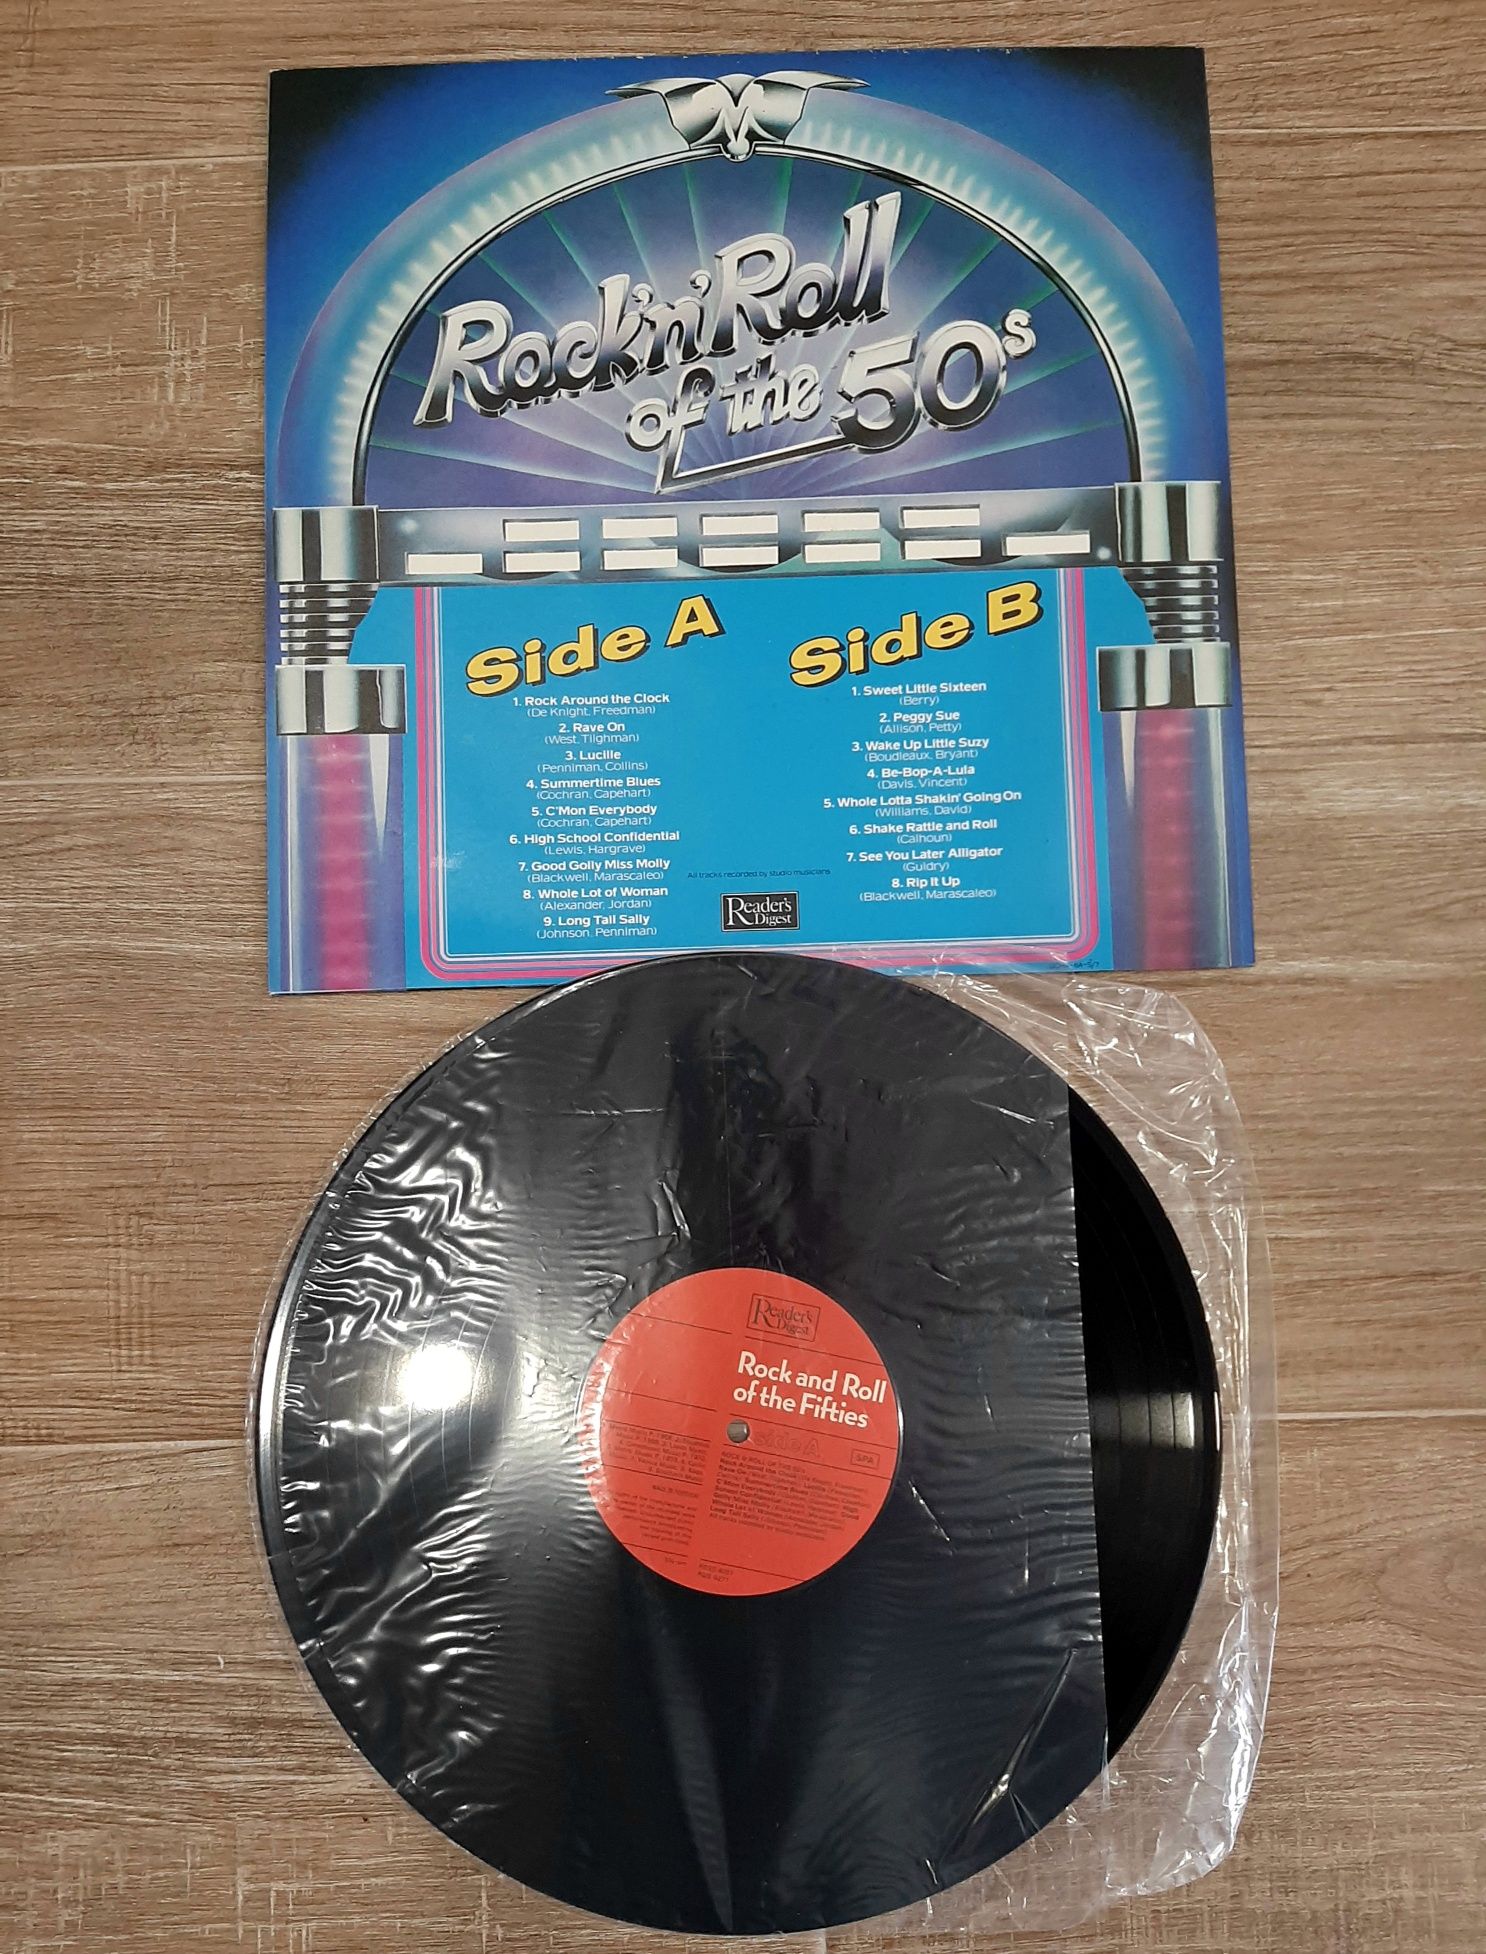 Rock'n'Roll
of the 50s
Side A
1. Rock Around the Clock
(De Knight, Freedman)
2. Rave On
(West, Tilghman)
3. Lucille
(Penniman, Collins)
4. Summertime Blues
(Cochran, Capehart)
5. C'Mon Everybody
(Cochran, Capehart)
6. High School Confidential
(Lewis, Hargrave)
7. Good Golly Miss Molly
(Blackwell, Marascaleo)
8. Whole Lot of Woman
(Alexander, Jordan)
9. Long Tall Sally
(Johnson, Penniman)
Side B
1. Sweet Little Sixteen
(Berry)
2. Peggy Sue
(Allison, Petty)
3. Wake Up Little Suzy
(Boudleaux, Bryant)
4. Be-Bop-A-Lula
(Davis, Vincent)
5. Whole Lotta Shakin' Going On
(Williams, David)
6. Shake Rattle and Roll
(Calhoun)
7. See You Later Alligator
(Guidry)
8. Rip It Up
(Blackwell, Marascaleo)
All tracks recorded by studio musicians
Reader's
Digest
Reader's
Digest
Rock and Roll
of the Fifties
side A
SPA
ROCK N ROLL OF THE 50's